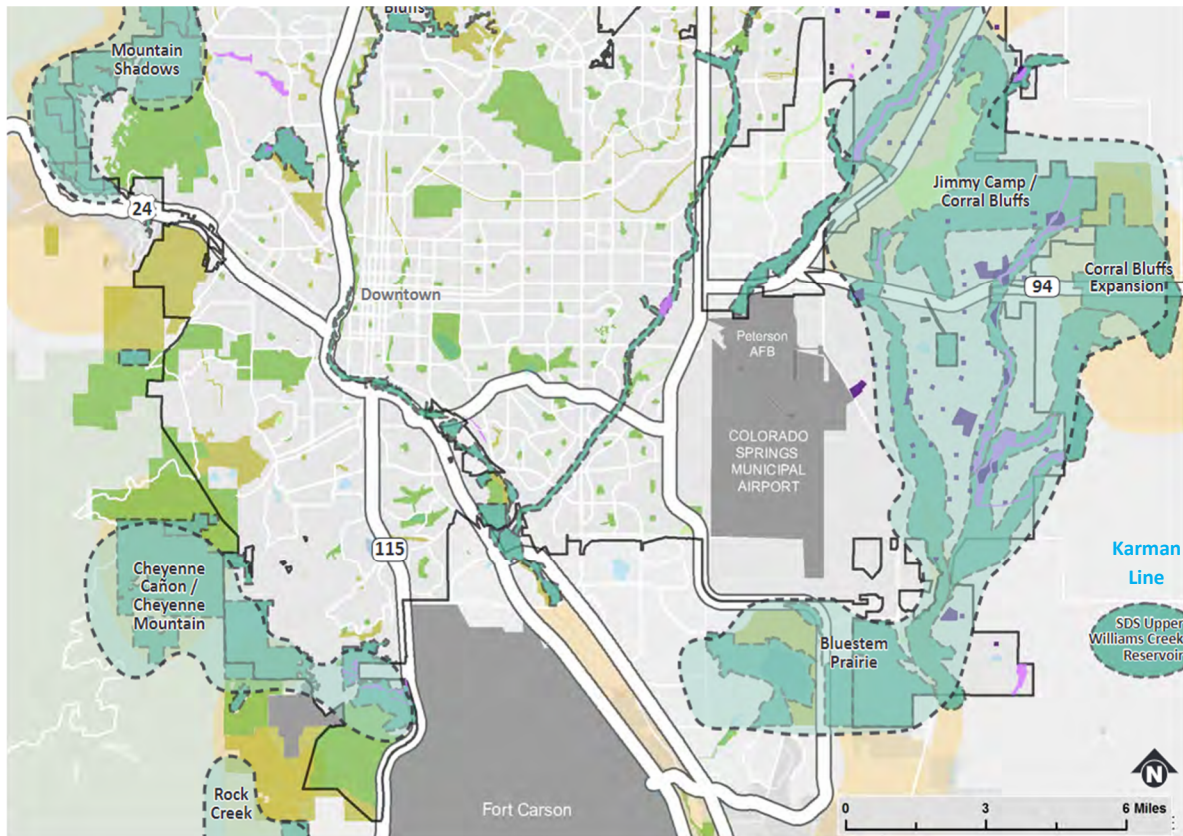 Bluffs
Mountain
Shadows
24
Jimmy Camp /
Corral Bluffs
Corral Bluffs
Expansion
94
Downtown
Peterson
AFB
COLORADO
SPRINGS
MUNICIPAL
AIRPORT
115
Cheyenne
Cañon /
Cheyenne
Mountain
Karman
Line
SDS Upper
Williams Creek
Reservoir
Bluestem
Prairie
Rock
Creek
Fort Carson
N
0 3 6 Miles